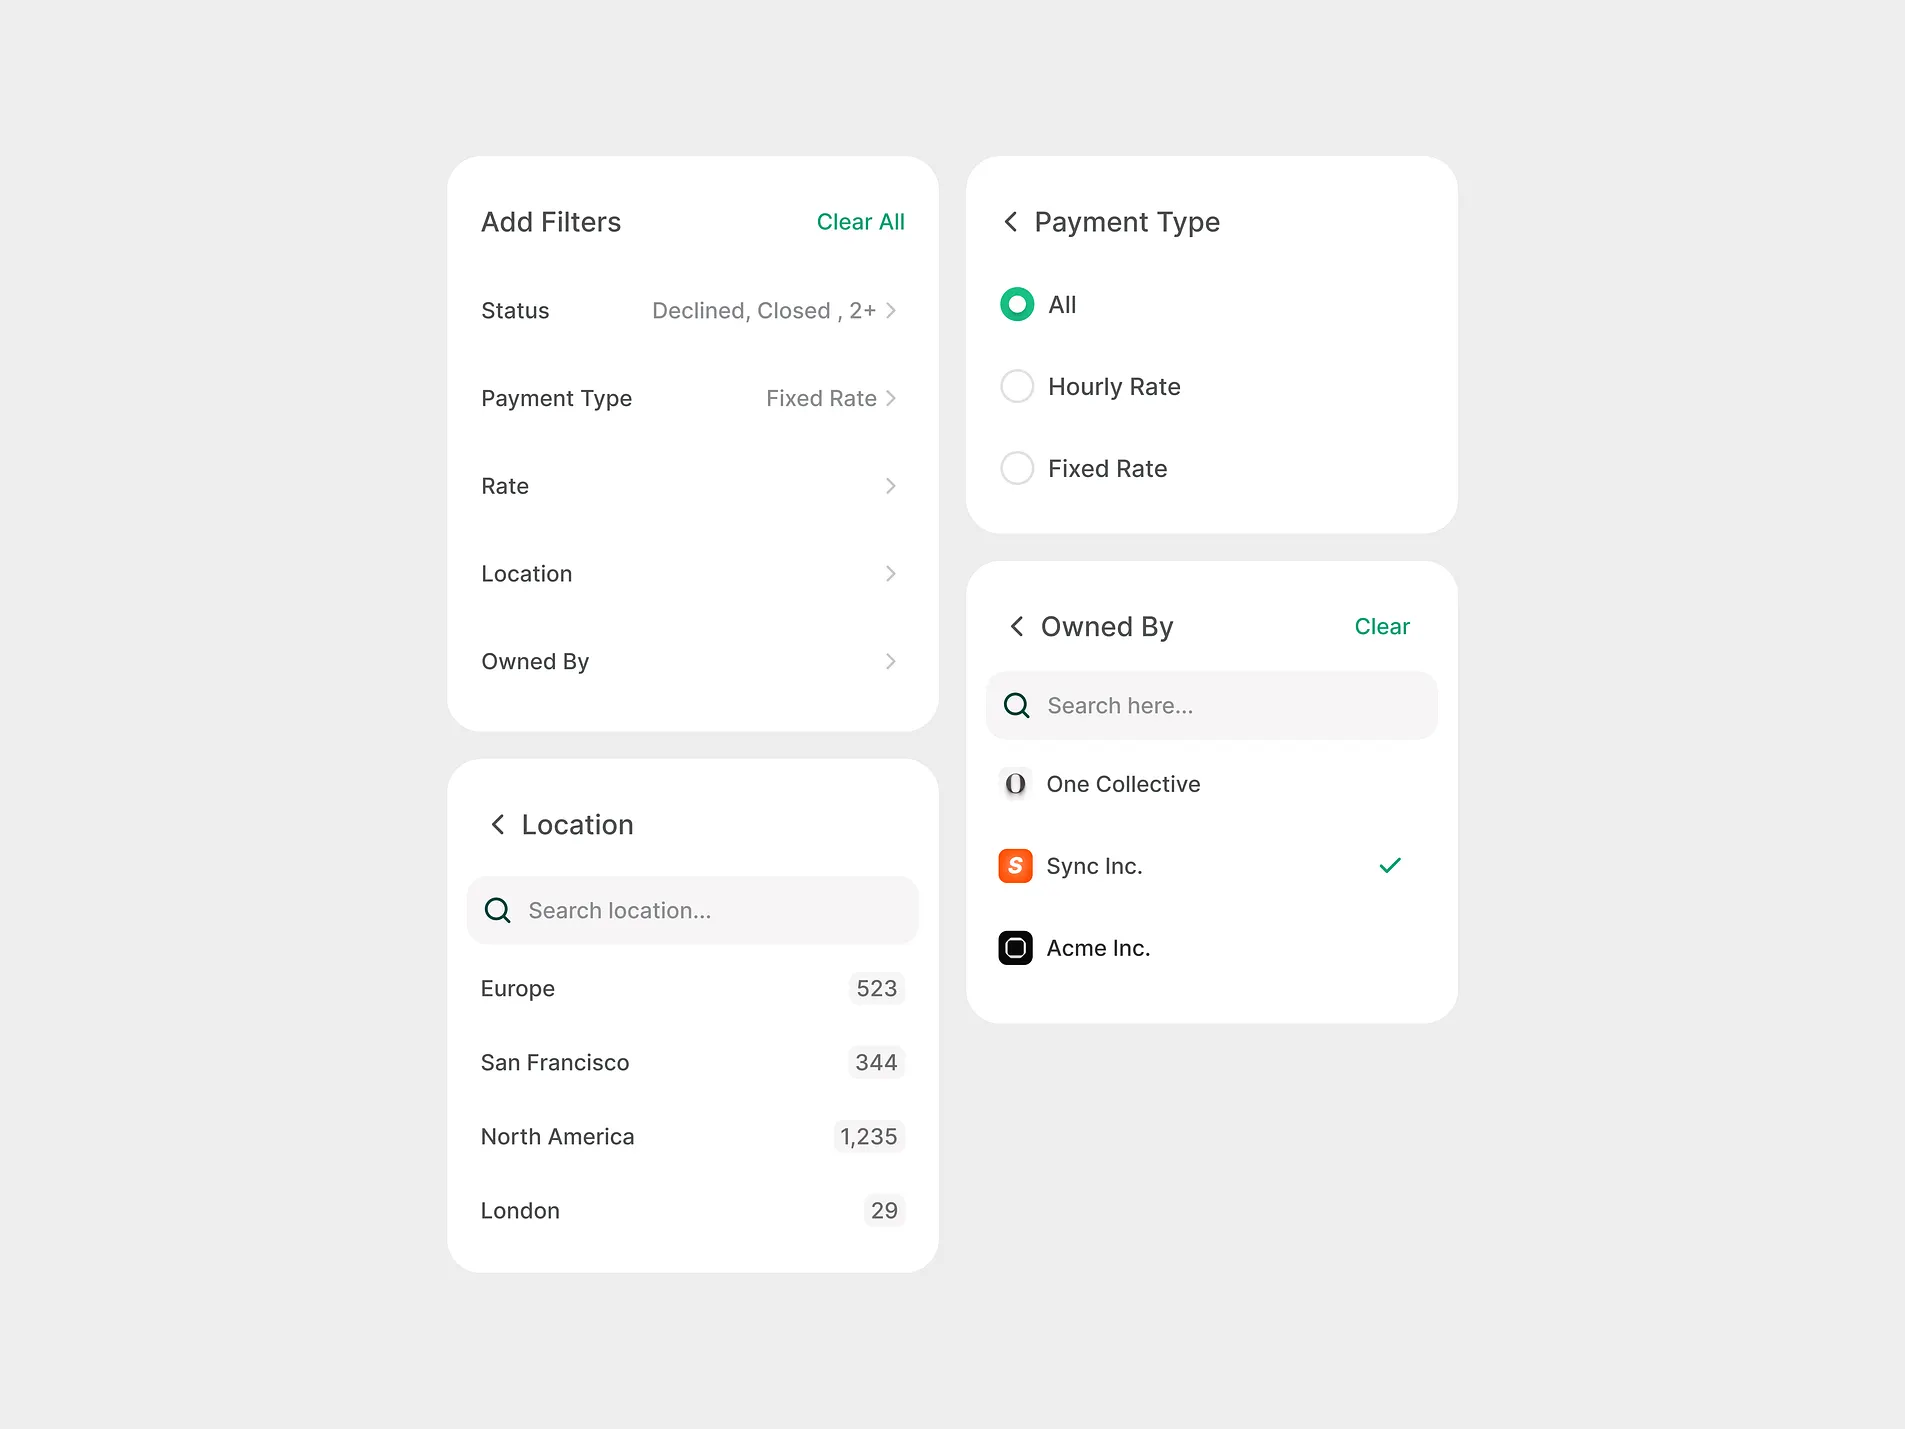 Add Filters
Clear All
Status
Declined, Closed , 2+
Payment Type
Fixed Rate
Rate
Location
Owned By
Location
Search location...
Europe
523
San Francisco
344
North America
1,235
London
29
Payment Type
All
Hourly Rate
Fixed Rate
Owned By
Clear
Search here...
O
One Collective
S
Sync Inc.
Acme Inc.